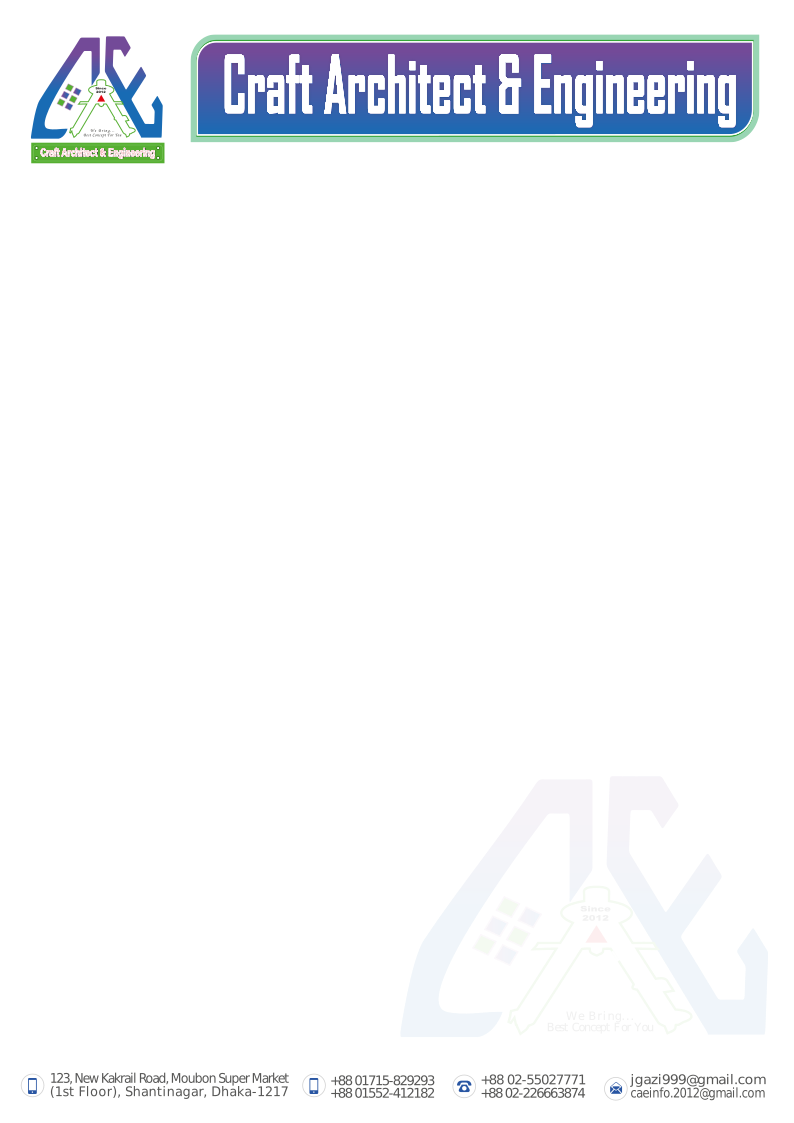 Since
2012
We Bring...
Best Concept For You
Craft Architect & Engineering
Craft Architect & Engineering
Since
2012
We Bring...
Best Concept For You
123, New Kakrail Road, Moubon Super Market
(1st Floor), Shantinagar, Dhaka-1217
+88 01715-829293
+88 01552-412182
+88 02-55027771
+88 02-226663874
jgazi999@gmail.com
caeinfo.2012@gmail.com